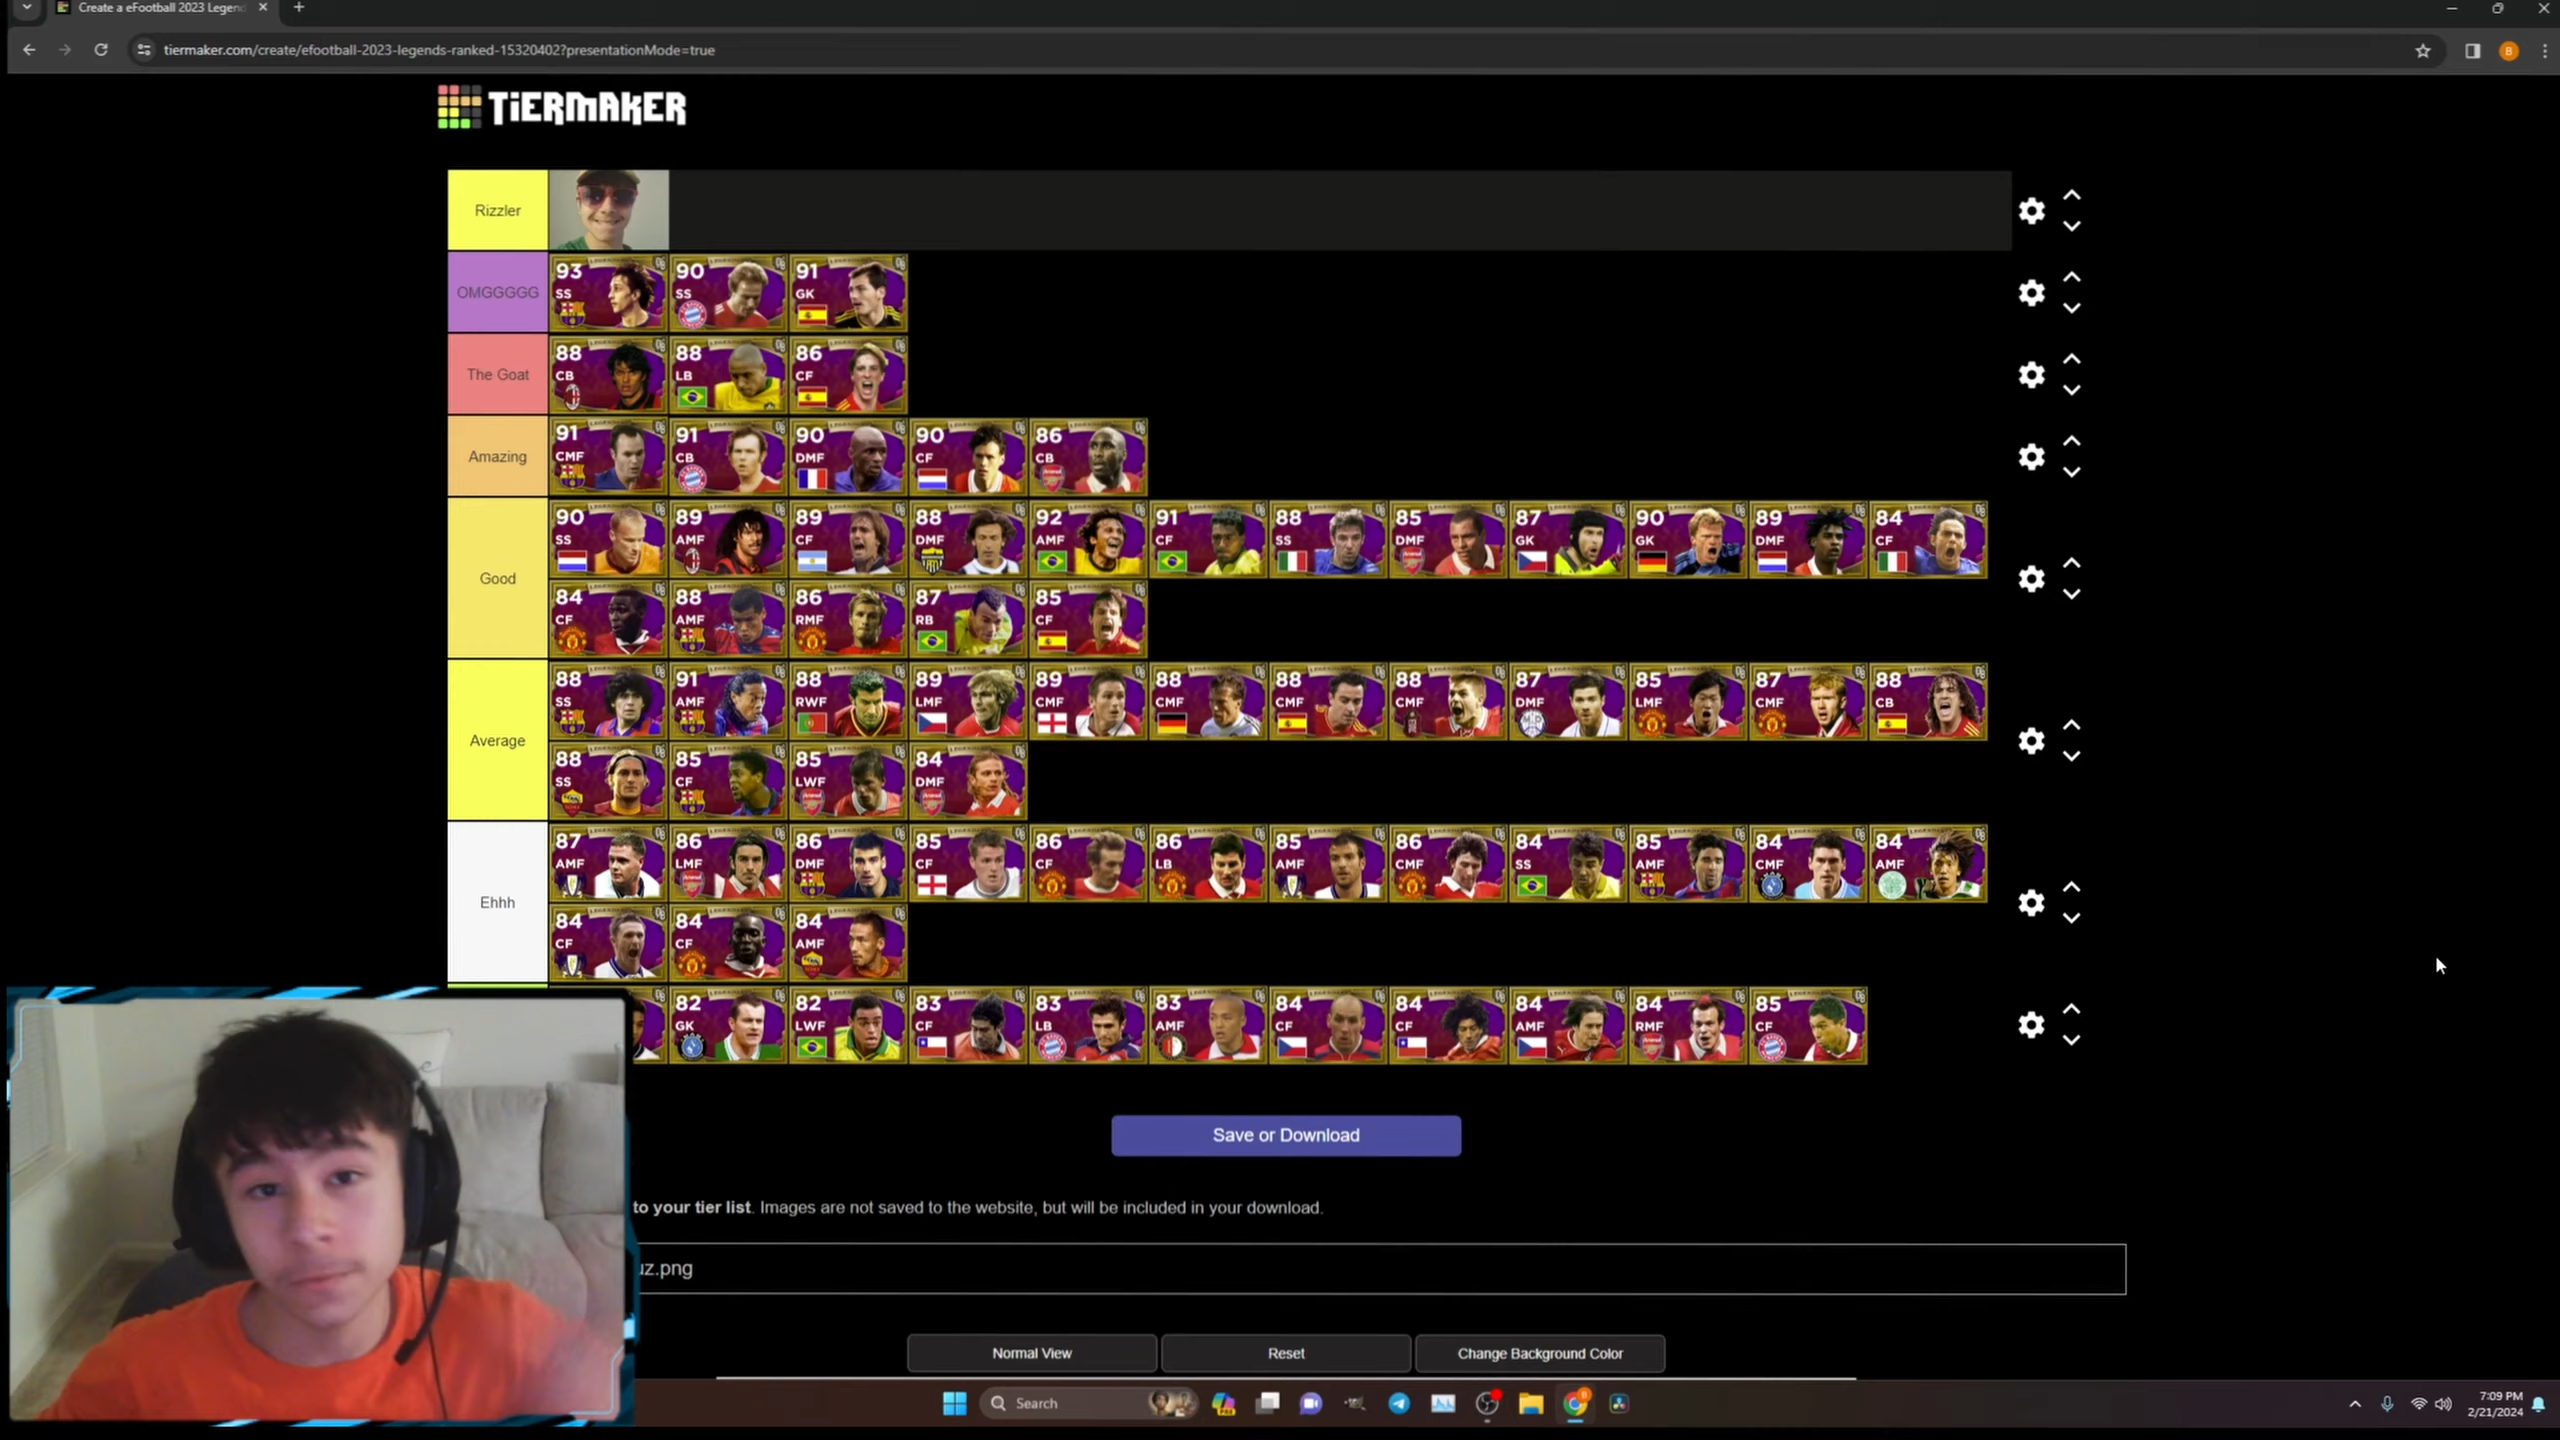 Create a eFootball 2023 Legend
tiermaker.com/create/efootball-2023-legends-ranked-15320402?presentationMode=true
B
TiERMAKER
Rizzler
OMGGGGG
93 SS
90 SS
91 GK
The Goat
88 CB
88 LB
86 CF
Amazing
91 CMF
91 CB
90 DMF
90 CF
86 CB
Good
90 SS
89 AMF
89 CF
88 DMF
92 AMF
91 CF
88 SS
85 DMF
87 GK
90 GK
89 DMF
84 CF
84 CF
88 AMF
86 RMF
87 RB
85 CF
Average
88 SS
91 AMF
88 RWF
89 LMF
89 CMF
88 CMF
88 CMF
88 CMF
87 DMF
85 LMF
87 CMF
88 CB
88 SS
85 CF
85 LWF
84 DMF
Ehhh
87 AMF
86 LMF
86 DMF
85 CF
86 CF
86 LB
85 AMF
86 CMF
84 SS
85 AMF
84 CMF
84 AMF
84 CF
84 CF
84 AMF
82 GK
82 LWF
83 CF
83 LB
83 AMF
84 CF
84 CF
84 AMF
84 RMF
85 CF
Save or Download
to your tier list. Images are not saved to the website, but will be included in your download.
uz.png
Normal View
Reset
Change Background Color
Search
7:09 PM
2/21/2024